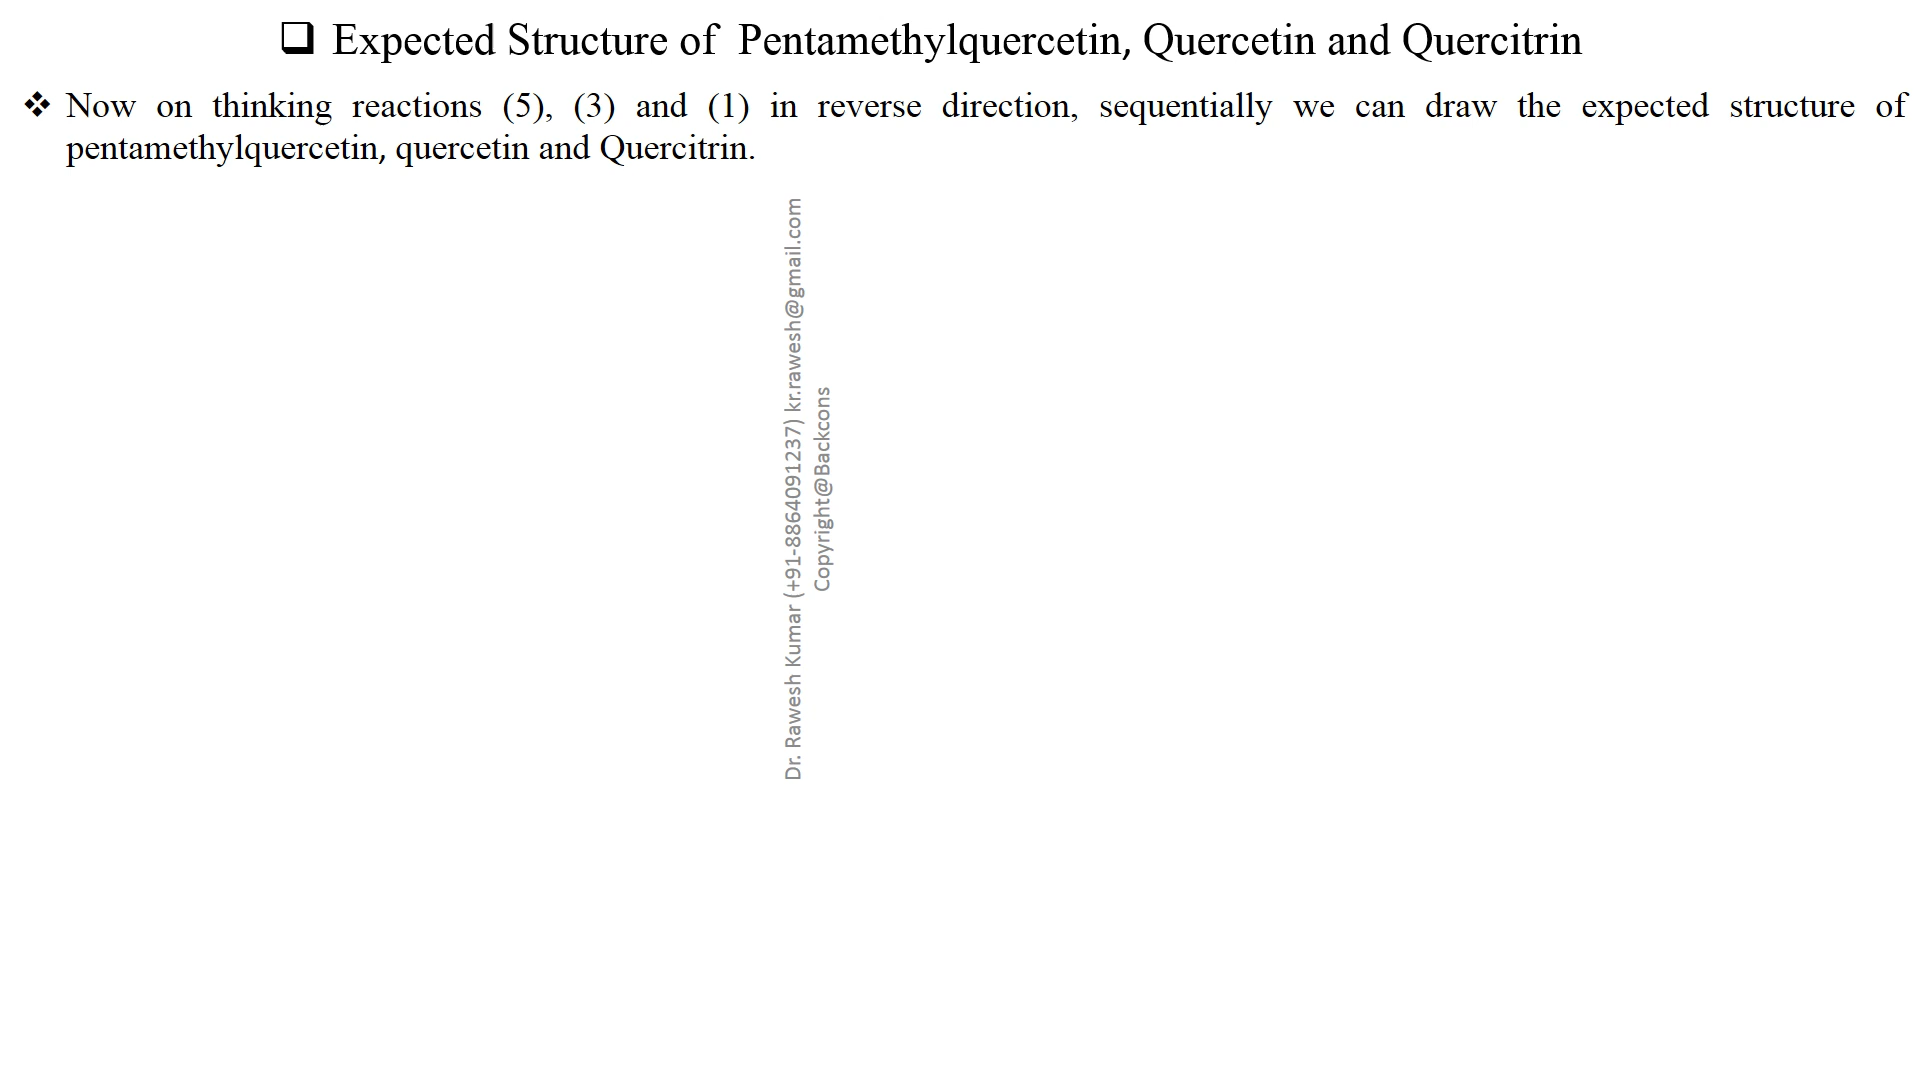 ❑ Expected Structure of Pentamethylquercetin, Quercetin and Quercitrin
❖ Now on thinking reactions (5), (3) and (1) in reverse direction, sequentially we can draw the expected structure of
pentamethylquercetin, quercetin and Quercitrin.
Dr. Rawesh Kumar (+91-8864091237) kr.rawesh@gmail.com
Copyright@Backcons